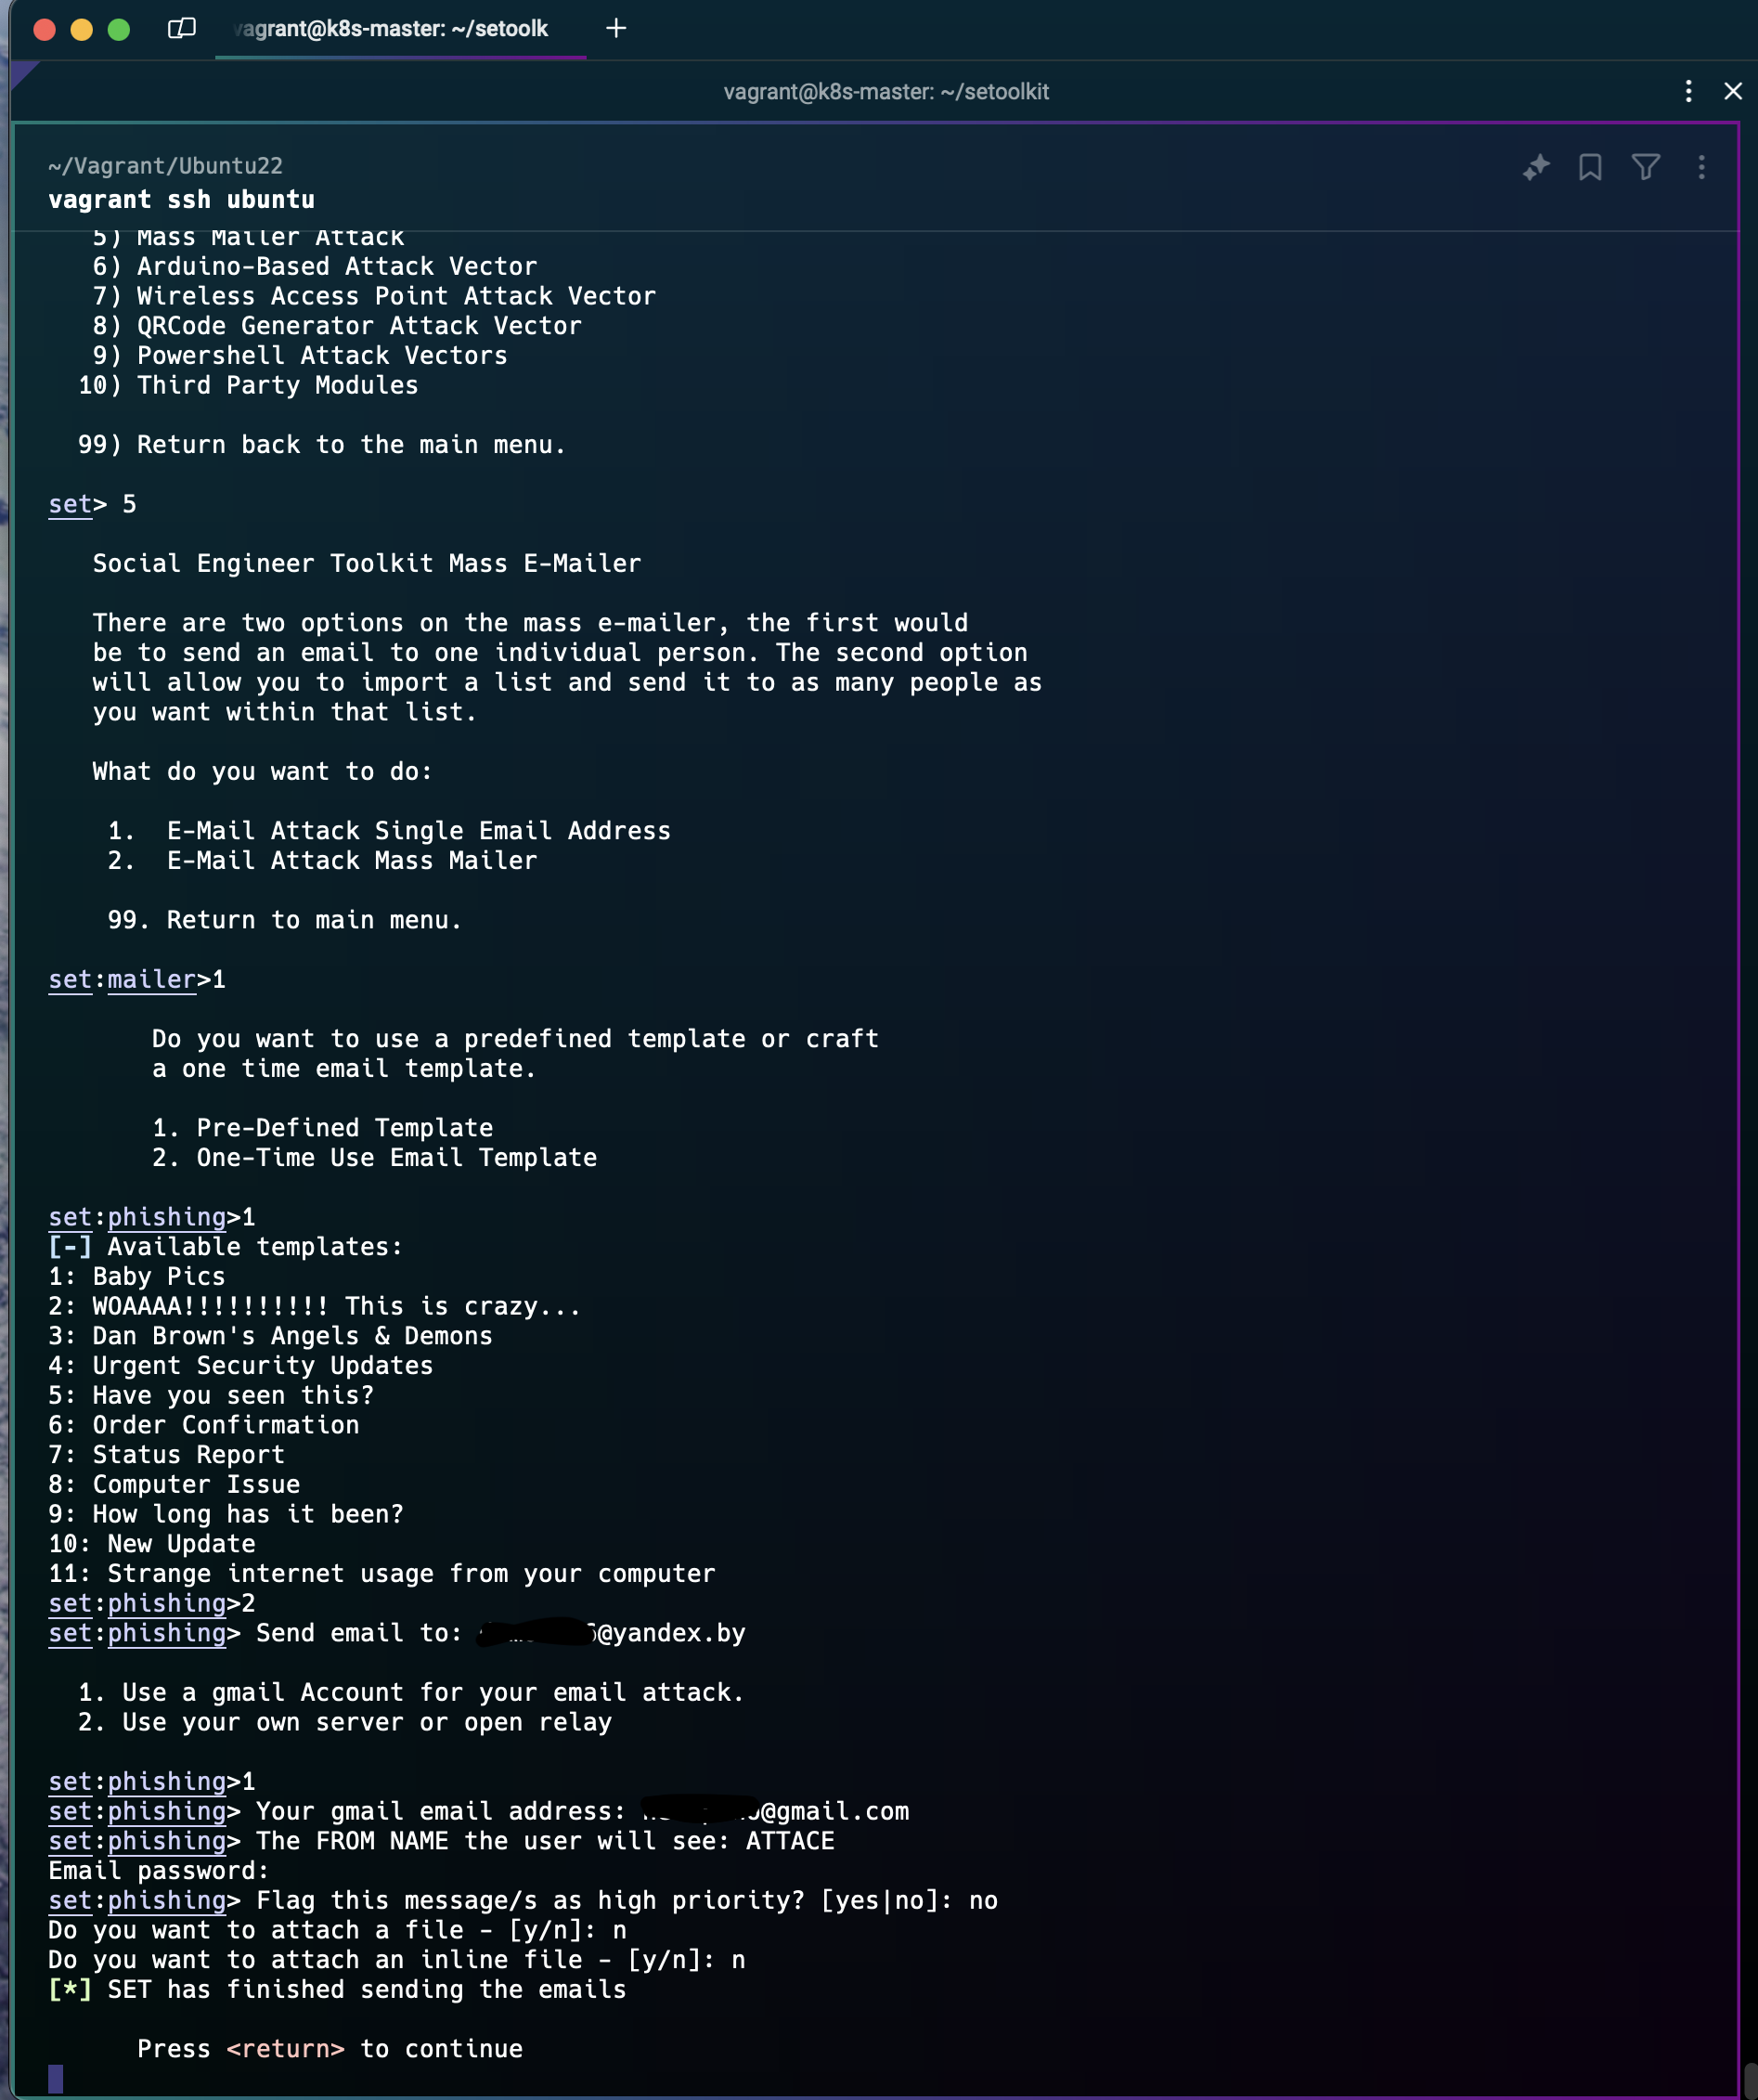 vagrant@k8s-master: ~/setoolk
vagrant@k8s-master: ~/setoolkit
~/Vagrant/Ubuntu22
vagrant ssh ubuntu
5) Mass Mailer Attack
6) Arduino-Based Attack Vector
7) Wireless Access Point Attack Vector
8) QRCode Generator Attack Vector
9) Powershell Attack Vectors
10) Third Party Modules
99) Return back to the main menu.
set> 5
Social Engineer Toolkit Mass E-Mailer
There are two options on the mass e-mailer, the first would
be to send an email to one individual person. The second option
will allow you to import a list and send it to as many people as
you want within that list.
What do you want to do:
1. E-Mail Attack Single Email Address
2. E-Mail Attack Mass Mailer
99. Return to main menu.
set:mailer>1
Do you want to use a predefined template or craft
a one time email template.
1. Pre-Defined Template
2. One-Time Use Email Template
set:phishing>1
[-] Available templates:
1: Baby Pics
2: WOAAAA!!!!!!!!!! This is crazy...
3: Dan Brown's Angels & Demons
4: Urgent Security Updates
5: Have you seen this?
6: Order Confirmation
7: Status Report
8: Computer Issue
9: How long has it been?
10: New Update
11: Strange internet usage from your computer
set:phishing>2
set:phishing> Send email to: @yandex.by
1. Use a gmail Account for your email attack.
2. Use your own server or open relay
set:phishing>1
set:phishing> Your gmail email address: @gmail.com
set:phishing> The FROM NAME the user will see: ATTACE
Email password:
set:phishing> Flag this message/s as high priority? [yes|no]: no
Do you want to attach a file - [y/n]: n
Do you want to attach an inline file - [y/n]: n
[*] SET has finished sending the emails
Press <return> to continue